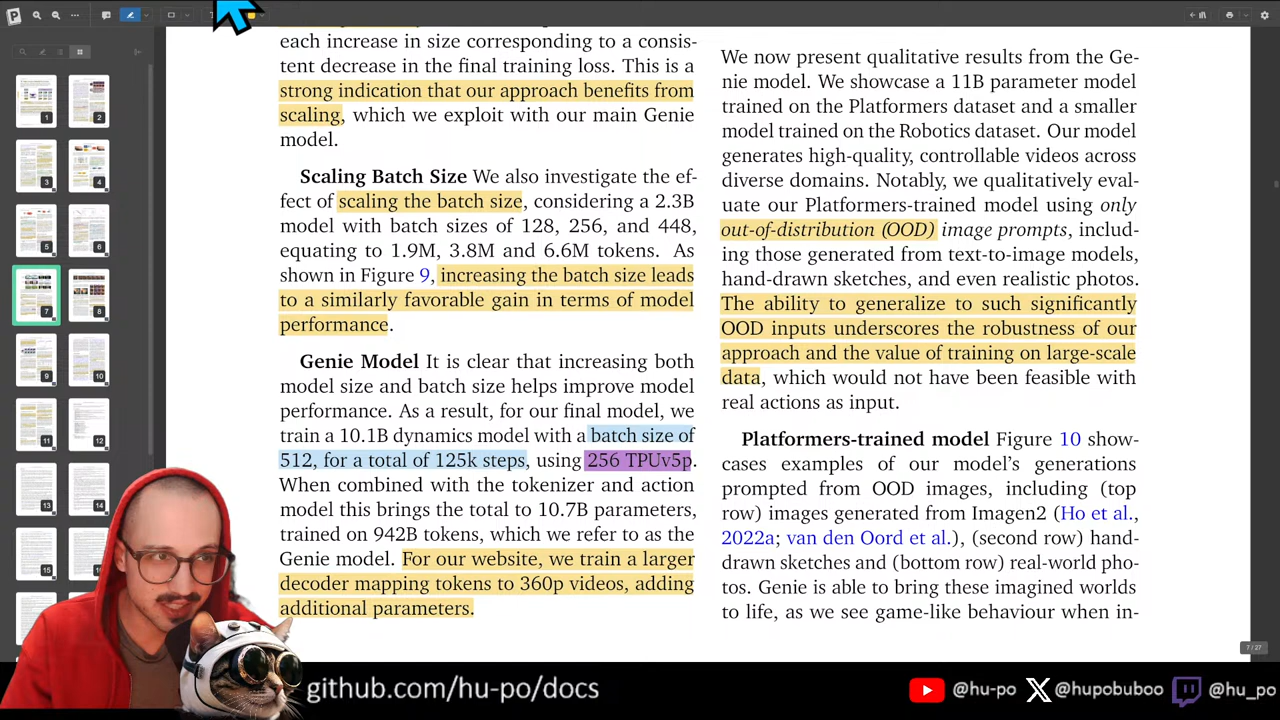 each increase in size corresponding to a consis-
tent decrease in the final training loss. This is a
strong indication that our approach benefits from
scaling, which we exploit with our main Genie
model.
Scaling Batch Size We also investigate the ef-
fect of scaling the batch size, considering a 2.3B
model with batch sizes of 128, 256, and 448,
equating to 1.9M, 3.8M and 6.6M tokens. As
shown in Figure 9, increasing the batch size leads
to a similarly favorable gain in terms of model
performance.
Genie Model It is clear that increasing both
model size and batch size helps improve model
performance. As a result, for our final model, we
train a 10.1B dynamics model with a batch size of
512, for a total of 125k steps, using 256 TPUv5p.
When combined with the tokenizer and action
model this brings the total to 10.7B parameters,
trained on 942B tokens, which we refer to as the
Genie model. For our website, we train a larger
decoder mapping tokens to 360p videos, adding
additional parameters.
We now present qualitative results from the Ge-
nie model. We showcase a 11B parameter model
trained on the Platformers dataset and a smaller
model trained on the Robotics dataset. Our model
generates high-quality, controllable videos across
diverse domains. Notably, we qualitatively eval-
uate our Platformers-trained model using only
out-of-distribution (OOD) image prompts, includ-
ing those generated from text-to-image models,
hand-drawn sketches, and even realistic photos.
The ability to generalize to such significantly
OOD inputs underscores the robustness of our
approach and the value of training on large-scale
data, which would not have been feasible with
real actions as input.
Platformers-trained model Figure 10 show-
cases examples of our model's generations
prompted from OOD images, including (top
row) images generated from Imagen2 (Ho et al.,
2022a; van den Oord et al.), (second row) hand-
drawn sketches and (bottom row) real-world pho-
tos. Genie is able to bring these imagined worlds
to life, as we see game-like behaviour when in-
1
2
3
4
5
6
7
8
9
10
11
12
13
14
15
7 / 27
github.com/hu-po/docs
@hu-po
@hupobuboo
@hu_po